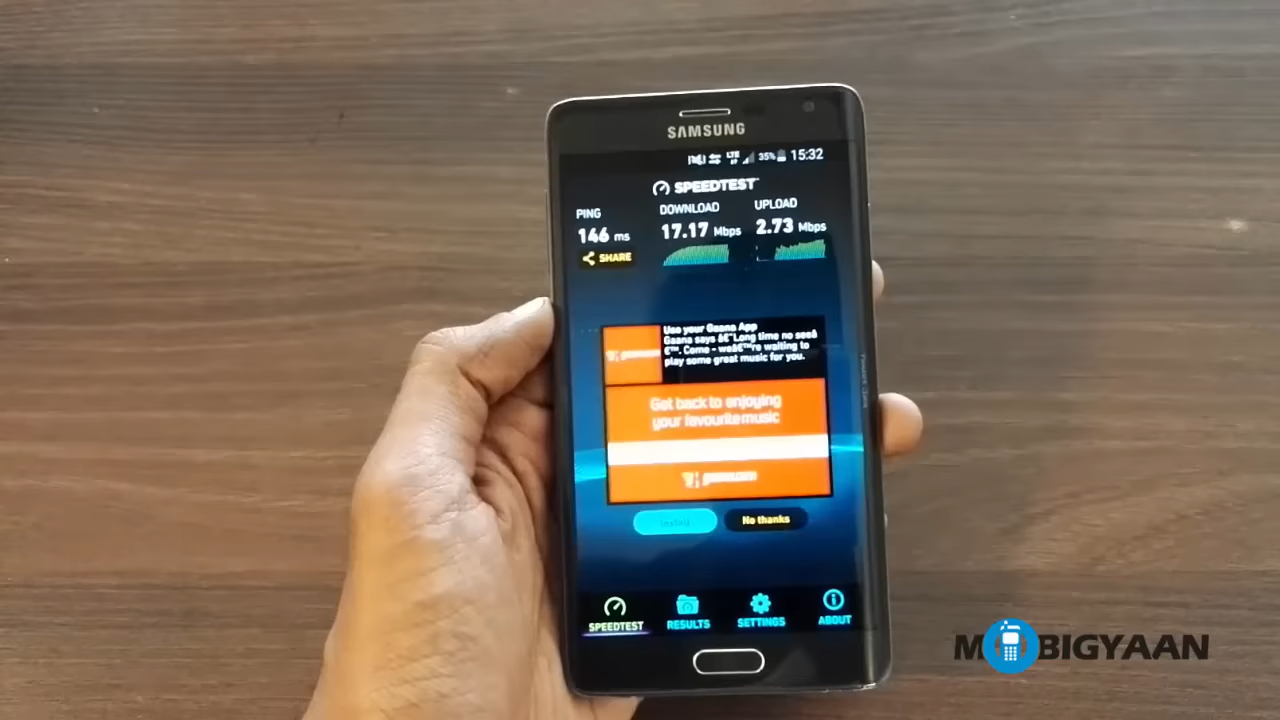 SAMSUNG
LTE 35% 15:32
SPEEDTEST
PING DOWNLOAD UPLOAD
146 ms 17.17 Mbps 2.73 Mbps
SHARE
Use your Gaana App
Gaana says â€˜Long time no seeâ
€™. Come - weâ€™re waiting to
play some great music for you.
Get back to enjoying
your favourite music
No thanks
SPEEDTEST RESULTS SETTINGS ABOUT
MOBIGYAAN